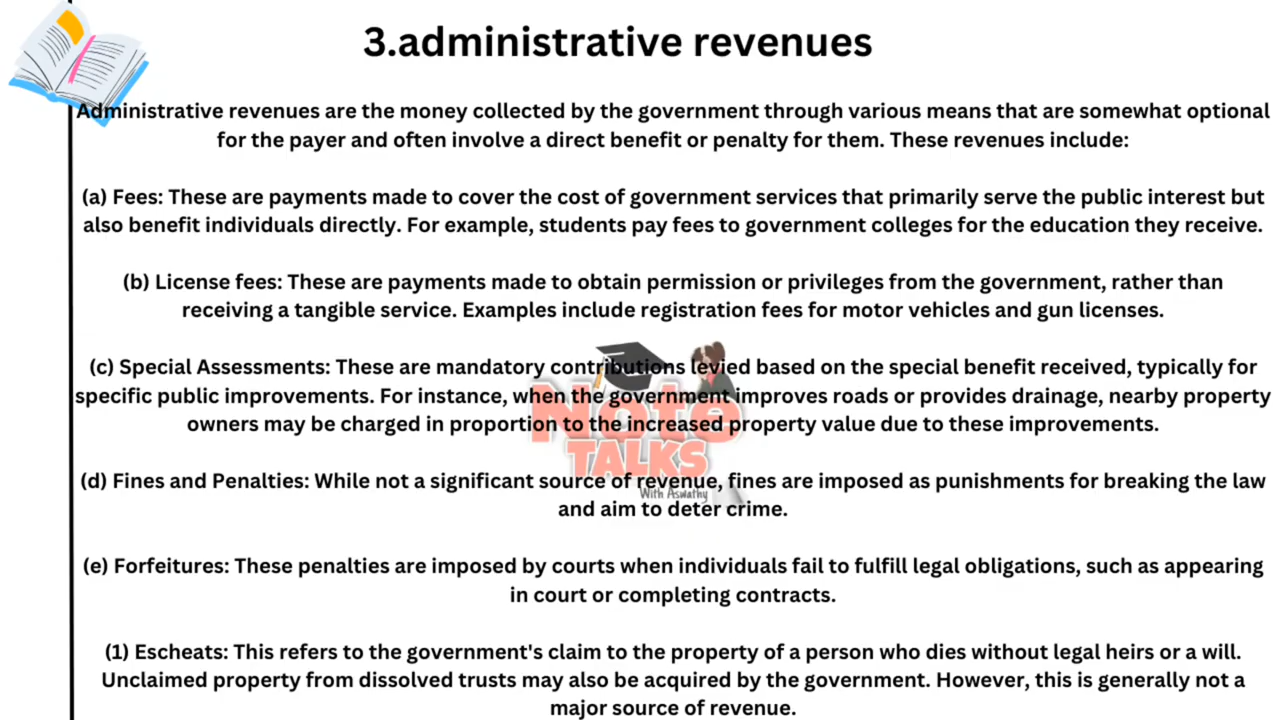 3.administrative revenues
Administrative revenues are the money collected by the government through various means that are somewhat optional
for the payer and often involve a direct benefit or penalty for them. These revenues include:
(a) Fees: These are payments made to cover the cost of government services that primarily serve the public interest but
also benefit individuals directly. For example, students pay fees to government colleges for the education they receive.
(b) License fees: These are payments made to obtain permission or privileges from the government, rather than
receiving a tangible service. Examples include registration fees for motor vehicles and gun licenses.
(c) Special Assessments: These are mandatory contributions levied based on the special benefit received, typically for
specific public improvements. For instance, when the government improves roads or provides drainage, nearby property
owners may be charged in proportion to the increased property value due to these improvements.
Note
TALKS
With Aswathy
(d) Fines and Penalties: While not a significant source of revenue, fines are imposed as punishments for breaking the law
and aim to deter crime.
(e) Forfeitures: These penalties are imposed by courts when individuals fail to fulfill legal obligations, such as appearing
in court or completing contracts.
(1) Escheats: This refers to the government's claim to the property of a person who dies without legal heirs or a will.
Unclaimed property from dissolved trusts may also be acquired by the government. However, this is generally not a
major source of revenue.